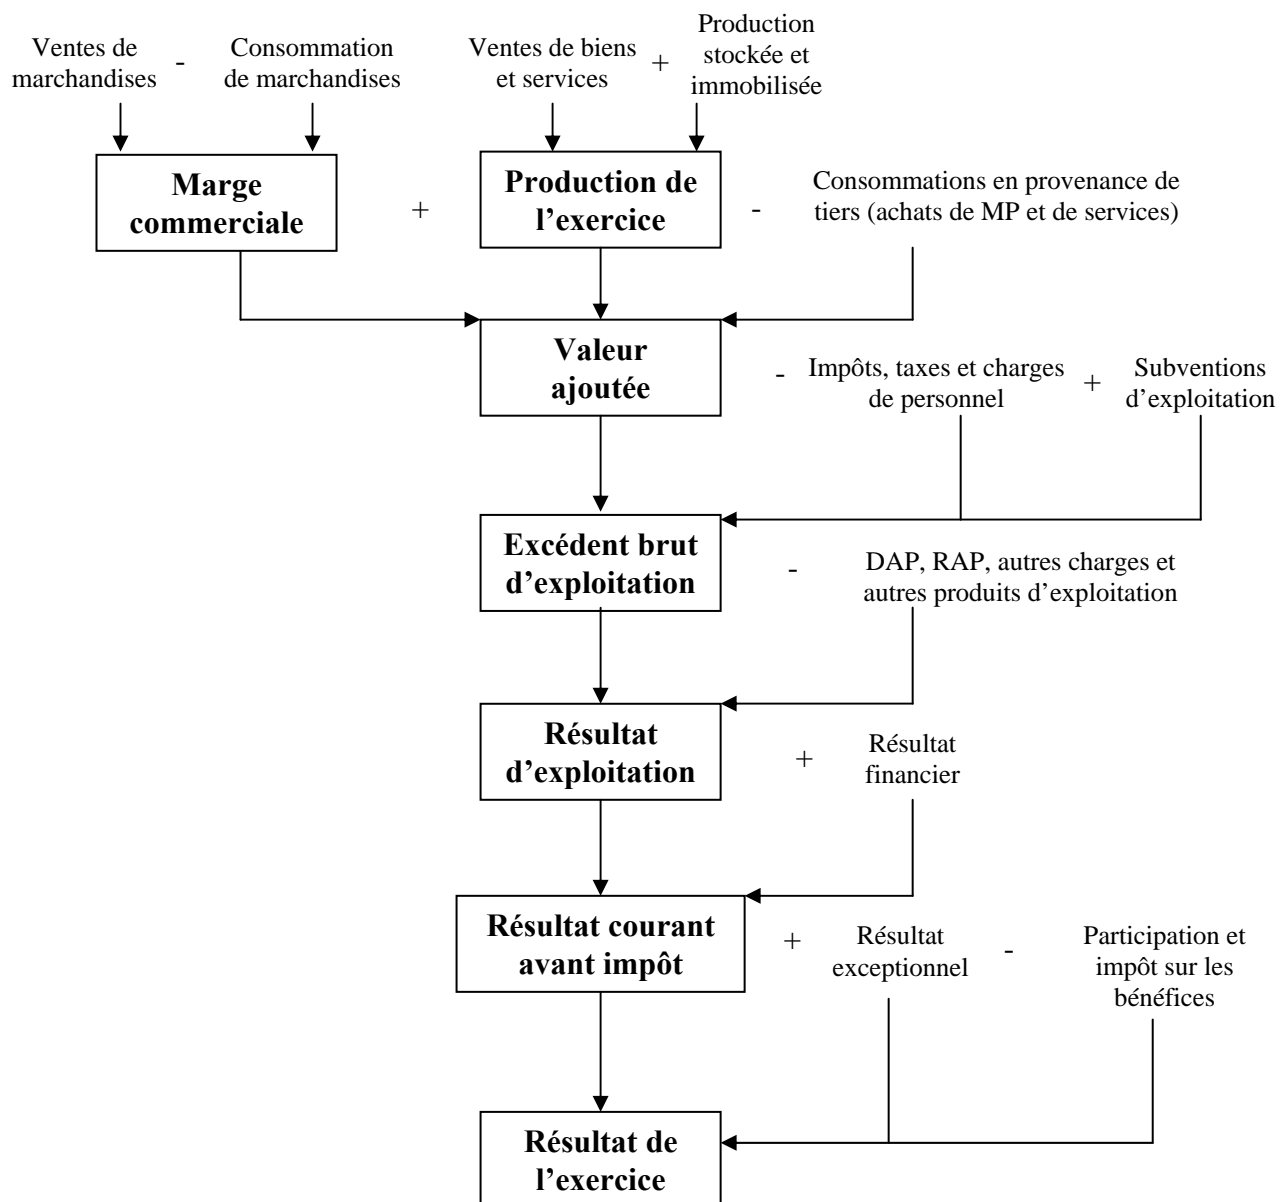 Ventes de
marchandises
-
Consommation
de marchandises
Ventes de biens
et services
+
Production
stockée et
immobilisée
Marge
commerciale
+
Production de
l’exercice
-
Consommations en provenance de
tiers (achats de MP et de services)
Valeur
ajoutée
-
Impôts, taxes et charges
de personnel
+
Subventions
d’exploitation
Excédent brut
d’exploitation
-
DAP, RAP, autres charges et
autres produits d’exploitation
Résultat
d’exploitation
+
Résultat
financier
Résultat courant
avant impôt
+
Résultat
exceptionnel
-
Participation et
impôt sur les
bénéfices
Résultat de
l’exercice